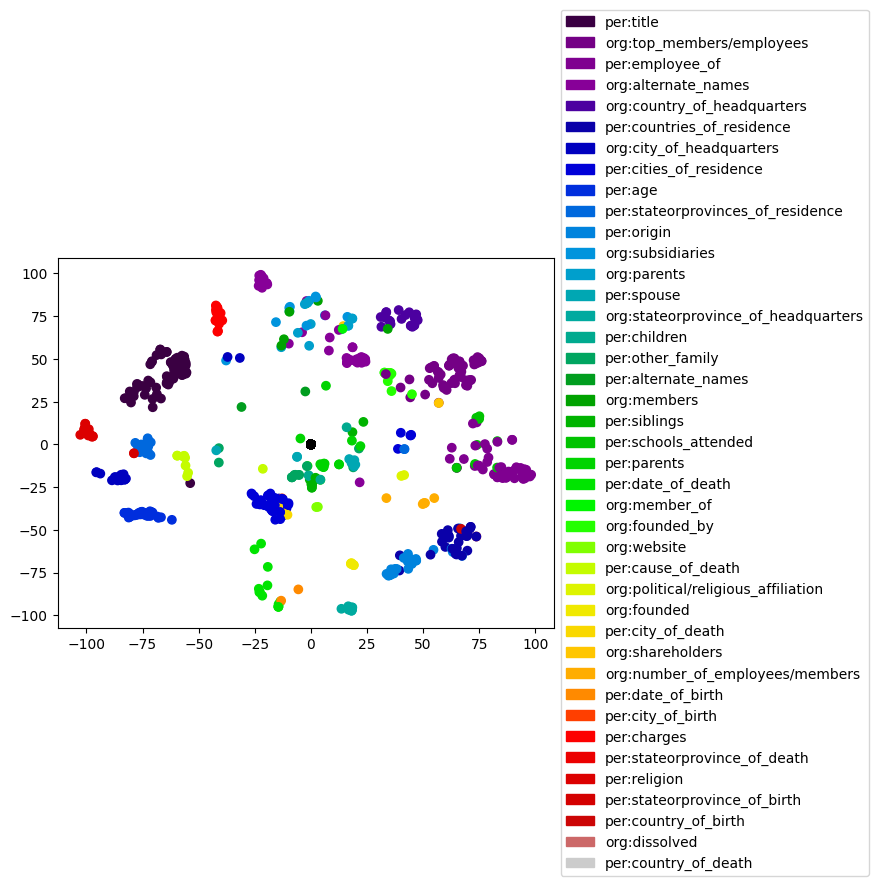 per:title
org:top_members/employees
per:employee_of
org:alternate_names
org:country_of_headquarters
per:countries_of_residence
org:city_of_headquarters
per:cities_of_residence
per:age
per:stateorprovinces_of_residence
per:origin
org:subsidiaries
org:parents
per:spouse
org:stateorprovince_of_headquarters
per:children
per:other_family
per:alternate_names
org:members
per:siblings
per:schools_attended
per:parents
per:date_of_death
org:member_of
org:founded_by
org:website
per:cause_of_death
org:political/religious_affiliation
org:founded
per:city_of_death
org:shareholders
org:number_of_employees/members
per:date_of_birth
per:city_of_birth
per:charges
per:stateorprovince_of_death
per:religion
per:stateorprovince_of_birth
per:country_of_birth
org:dissolved
per:country_of_death
100
75
50
25
0
−25
−50
−75
−100
−100 −75 −50 −25 0 25 50 75 100